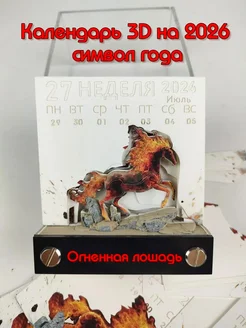 Календарь 3D на 2026
символ года
27 НЕДЕЛЯ 2026
Июль
ПН ВТ СР ЧТ ПТ СБ ВС
29 30 01 02 03 04 05
Огненная лошадь